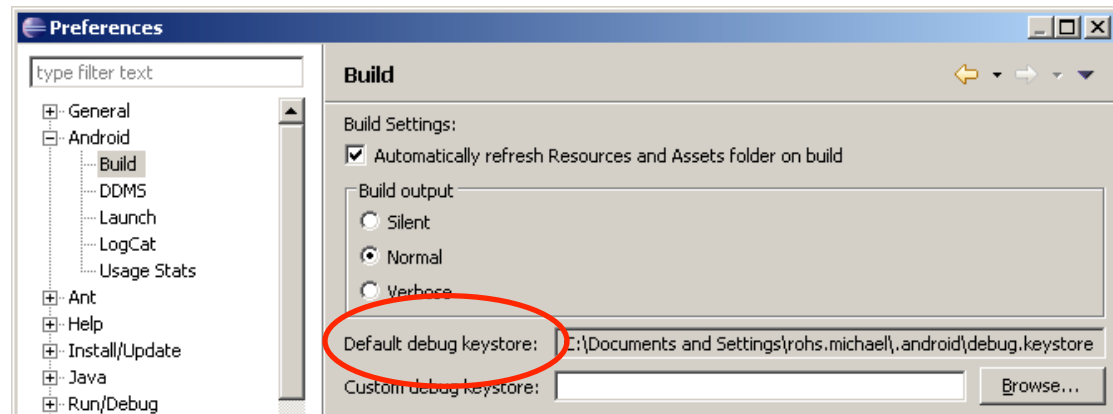 Preferences
type filter text
General
Android
Build
DDMS
Launch
LogCat
Usage Stats
Ant
Help
Install/Update
Java
Run/Debug
Build
Build Settings:
Automatically refresh Resources and Assets folder on build
Build output
Silent
Normal
Verbose
Default debug keystore: C:\Documents and Settings\rohs.michael\.android\debug.keystore
Custom debug keystore: Browse...